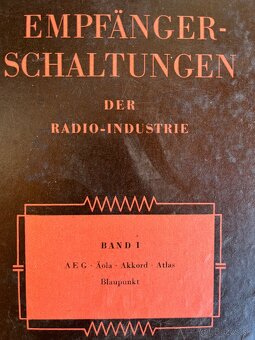 EMPFÄNGER-
SCHALTUNGEN
DER
RADIO-INDUSTRIE
BAND I
AEG · Äola · Akkord · Atlas
Blaupunkt